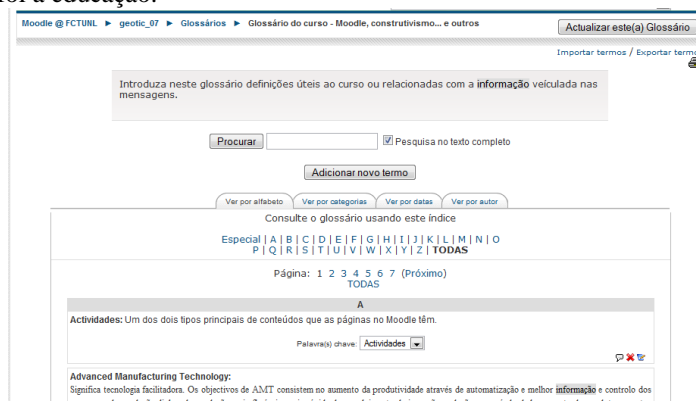 foi a educação.
Moodle @ FCTUNL ► geotic_07 ► Glossários ► Glossário do curso - Moodle, construtivismo... e outros
Actualizar este(a) Glossário
Importar termos / Exportar termo
Introduza neste glossário definições úteis ao curso ou relacionadas com a informação veículada nas
mensagens.
Procurar
Pesquisa no texto completo
Adicionar novo termo
Ver por alfabeto
Ver por categorias
Ver por datas
Ver por autor
Consulte o glossário usando este índice
Especial | A | B | C | D | E | F | G | H | I | J | K | L | M | N | O
P | Q | R | S | T | U | V | W | X | Y | Z | TODAS
Página: 1 2 3 4 5 6 7 (Próximo)
TODAS
A
Actividades: Um dos dois tipos principais de conteúdos que as páginas no Moodle têm.
Palavra(s) chave: Actividades
Advanced Manufacturing Technology:
Significa tecnologia facilitadora. Os objectivos de AMT consistem no aumento da produtividade através de automatização e melhor informação e controlo dos